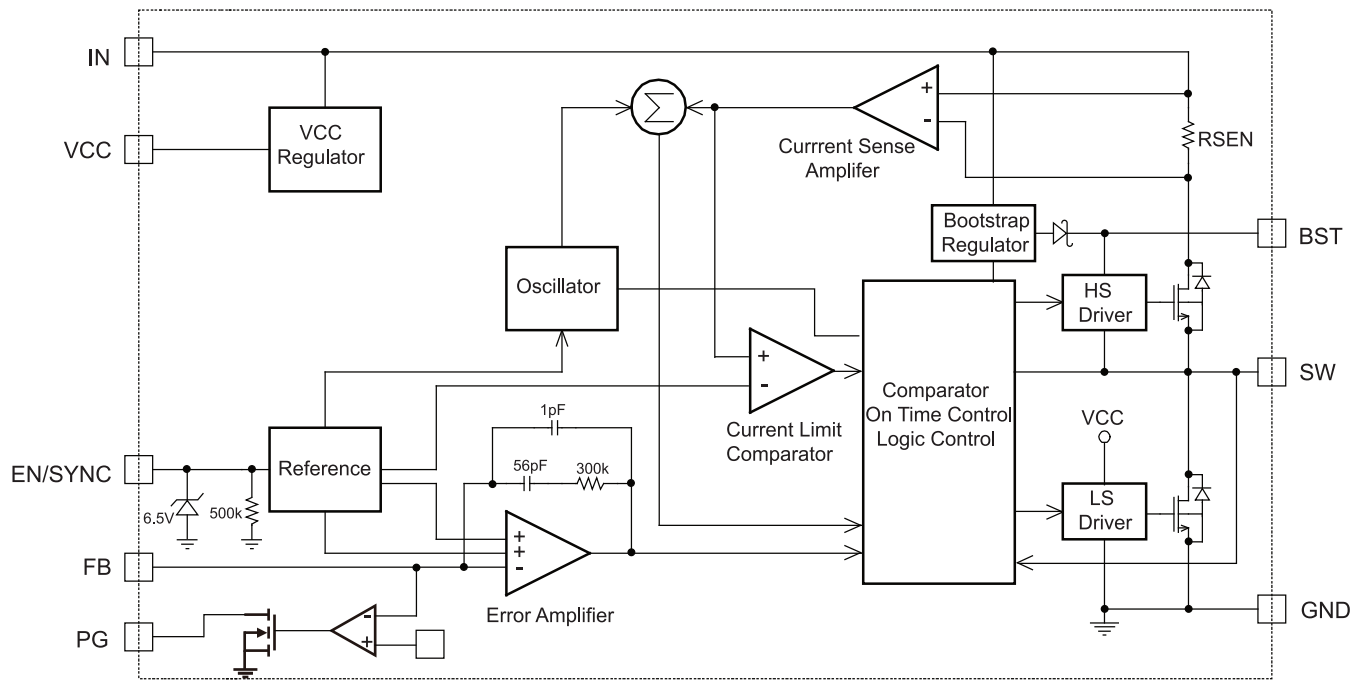 IN
VCC
Regulator
VCC
Σ
+
-
Currrent Sense
Amplifer
RSEN
Bootstrap
Regulator
BST
Oscillator
HS
Driver
+
-
Current Limit
Comparator
Comparator
On Time Control
Logic Control
SW
VCC
1pF
56pF
300k
EN/SYNC
Reference
6.5V
500k
LS
Driver
+
+
-
Error Amplifier
FB
PG
-
+
GND